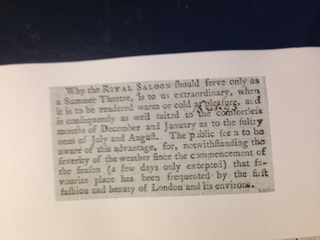 Why the ROYAL SALOON should serve only as
a Summer Theatre, is to us extraordinary, when
it is to be rendered warm or cold at pleasure, and
is consequently as well suited to the comfortless
months of December and January as to the sultry
ones of July and August. The public seem to be
aware of this advantage, for, notwithstanding the
severity of the weather since the commencement of
the season (a few days only excepted) that fa-
vourite place has been frequented by the first
fashion and beauty of London and its environs.